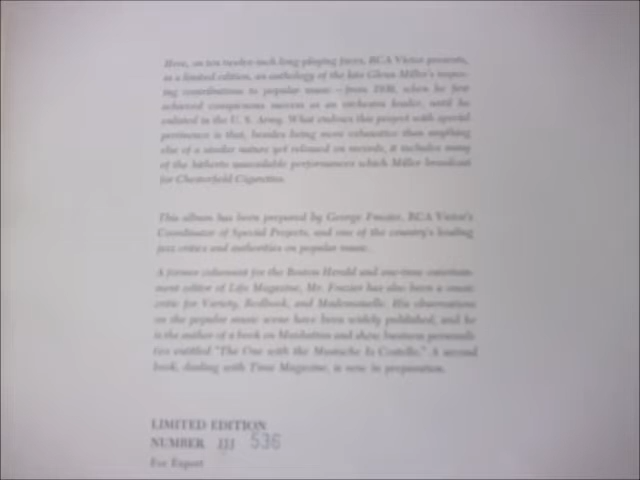 Here, on ten twelve-inch long-playing faces, RCA Victor presents,
in a limited edition, an anthology of the late Glenn Miller's impos-
ing contributions to popular music—from 1938, when he first
achieved conspicuous success as an orchestra leader, until he
enlisted in the U. S. Army. What endows this project with special
pertinence is that, besides being more exhaustive than anything
else of a similar nature yet released on records, it includes many
of the hitherto unavailable performances which Miller broadcast
for Chesterfield Cigarettes.
This album has been prepared by George Frazier, RCA Victor's
Coordinator of Special Projects, and one of the country's leading
jazz critics and authorities on popular music.
A former columnist for the Boston Herald and one-time entertain-
ment editor of Life Magazine, Mr. Frazier has also been a music
critic for Variety, Redbook, and Mademoiselle. His observations
on the popular music scene have been widely published, and he
is the author of a book on Manhattan and show business personali-
ties entitled "The One with the Mustache Is Costello." A second
book, dealing with Time Magazine, is now in preparation.
LIMITED EDITION
NUMBER 536
For Export